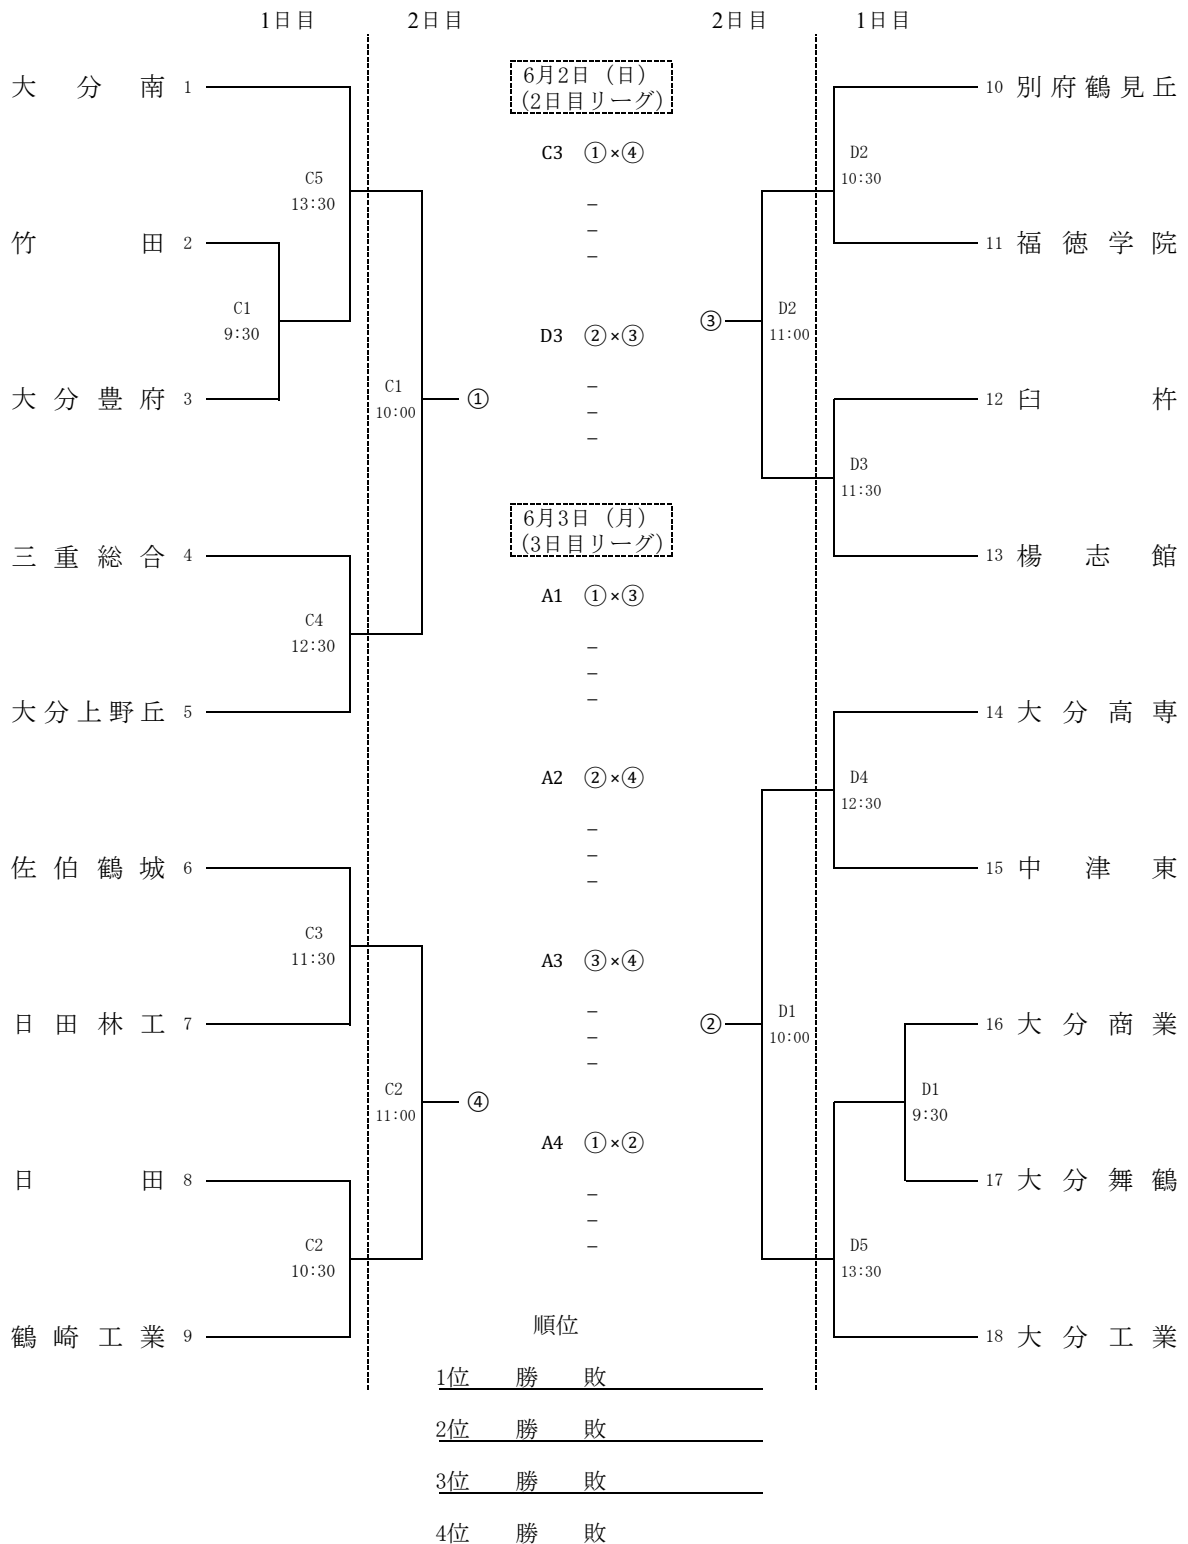 1日目 2日目 2日目 1日目
6月2日（日）
(2日目リーグ)
大分南 1
10 別府鶴見丘
C3 ①×④
D2
10:30
C5
13:30
－
－
－
竹田 2
11 福徳学院
C1
9:30
D3 ②×③
③
D2
11:00
－
－
－
大分豊府 3
C1
10:00
①
12 臼杵
D3
11:30
6月3日（月）
(3日目リーグ)
三重総合 4
13 楊志館
A1 ①×③
C4
12:30
－
－
－
大分上野丘 5
14 大分高専
A2 ②×④
D4
12:30
－
－
－
佐伯鶴城 6
15 中津東
C3
11:30
A3 ③×④
－
－
－
日田林工 7
②
D1
10:00
16 大分商業
C2
11:00
④
D1
9:30
A4 ①×②
－
－
－
日田 8
17 大分舞鶴
C2
10:30
D5
13:30
鶴崎工業 9
18 大分工業
順位
1位 勝 敗
2位 勝 敗
3位 勝 敗
4位 勝 敗